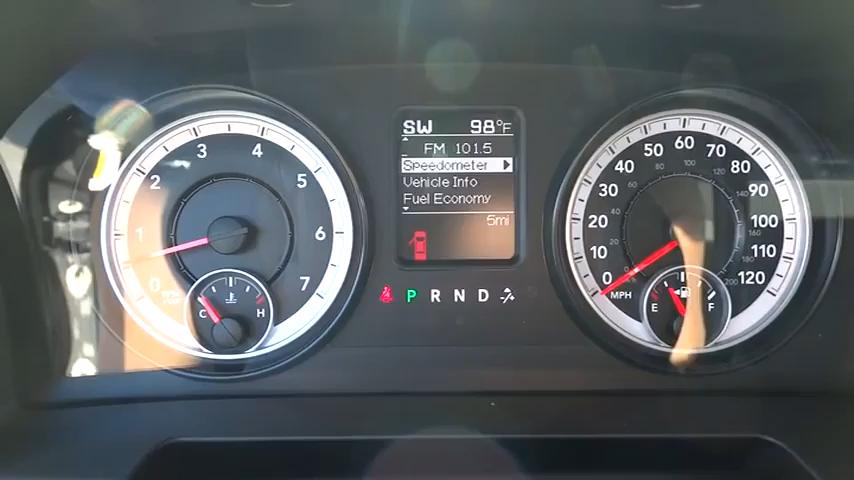 SW 98°F
FM 101.5
Speedometer
Vehicle Info
Fuel Economy
5mi
0 1 2 3 4 5 6 7
C H
P R N D
0 10 20 30 40 50 60 70 80 90 100 110 120
MPH
E F